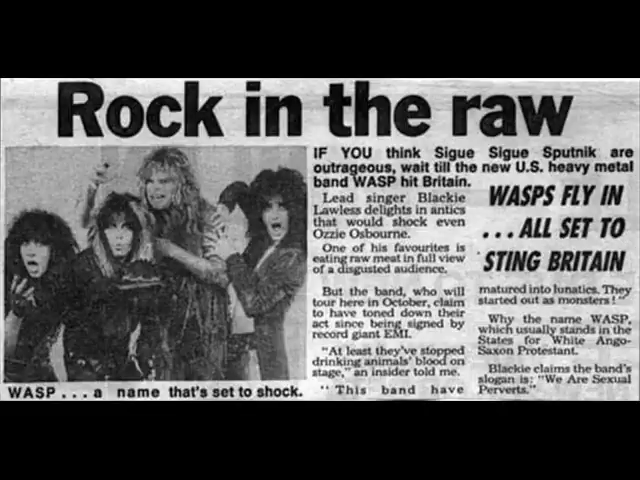 Rock in the raw
IF YOU think Sigue Sigue Sputnik are
outrageous, wait till the new U.S. heavy metal
band WASP hit Britain.
Lead singer Blackie
Lawless delights in antics
that would shock even
Ozzie Osbourne.
One of his favourites is
eating raw meat in full view
of a disgusted audience.
But the band, who will
tour here in October, claim
to have toned down their
act since being signed by
record giant EMI.
"At least they've stopped
drinking animals' blood on
stage," an insider told me.
"This band have
WASPS FLY IN
...ALL SET TO
STING BRITAIN
matured into lunatics. They
started out as monsters!"
Why the name WASP,
which usually stands in the
States for White Ango-
Saxon Protestant.
Blackie claims the band's
slogan is: "We Are Sexual
Perverts."
WASP... a name that's set to shock.